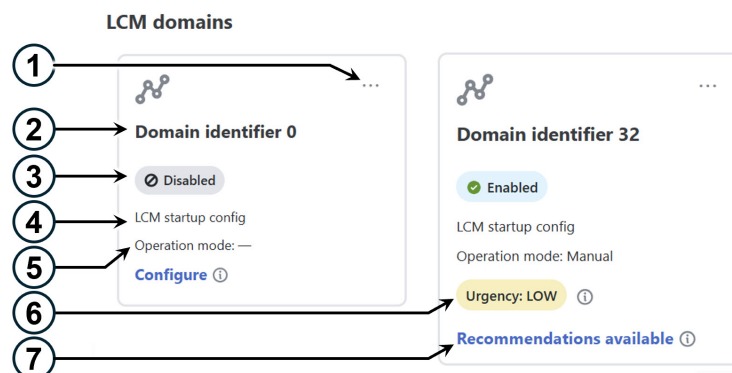 LCM domains
1
...
...
2
Domain identifier 0
Domain identifier 32
3
Disabled
Enabled
4
LCM startup config
LCM startup config
5
Operation mode: —
Operation mode: Manual
Configure
6
Urgency: LOW
7
Recommendations available